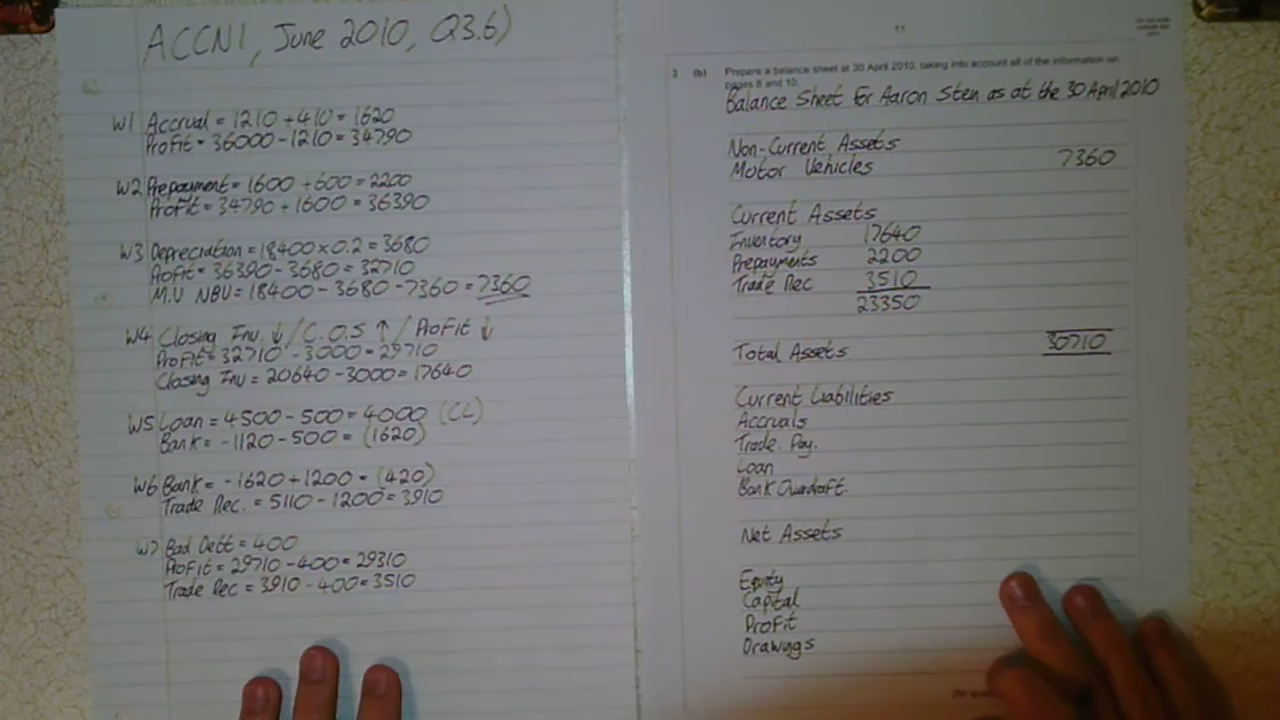 ACCN1, June 2010, Q3.6)
W1 Accrual = 1210 + 410 = 1620
Profit = 36000 - 1210 = 34790
W2 Prepayment = 1600 + 600 = 2200
Profit = 34790 + 1600 = 36390
W3 Depreciation = 18400 x 0.2 = 3680
Profit = 36390 - 3680 = 32710
M.V NBV = 18400 - 3680 - 7360 = 7360
W4 Closing Inv. ↓ / C.O.S ↑ / Profit ↓
Profit = 32710 - 3000 = 29710
Closing Inv = 20640 - 3000 = 17640
W5 Loan = 4500 - 500 = 4000 (CL)
Bank = -1120 - 500 = (1620)
W6 Bank = -1620 + 1200 = (420)
Trade Rec. = 5110 - 1200 = 3910
W7 Bad Debt = 400
Profit = 29710 - 400 = 29310
Trade Rec = 3910 - 400 = 3510
11
3 (b) Prepare a balance sheet at 30 April 2010, taking into account all of the information on
pages 8 and 10.
Balance Sheet for Aaron Sten as at the 30 April 2010
Non-Current Assets
Motor Vehicles 7360
Current Assets
Inventory 17640
Prepayments 2200
Trade Rec 3510
23350
Total Assets 30710
Current Liabilities
Accruals
Trade. Pay.
Loan
Bank Overdraft.
Net Assets
Equity
Capital
Profit
Drawings